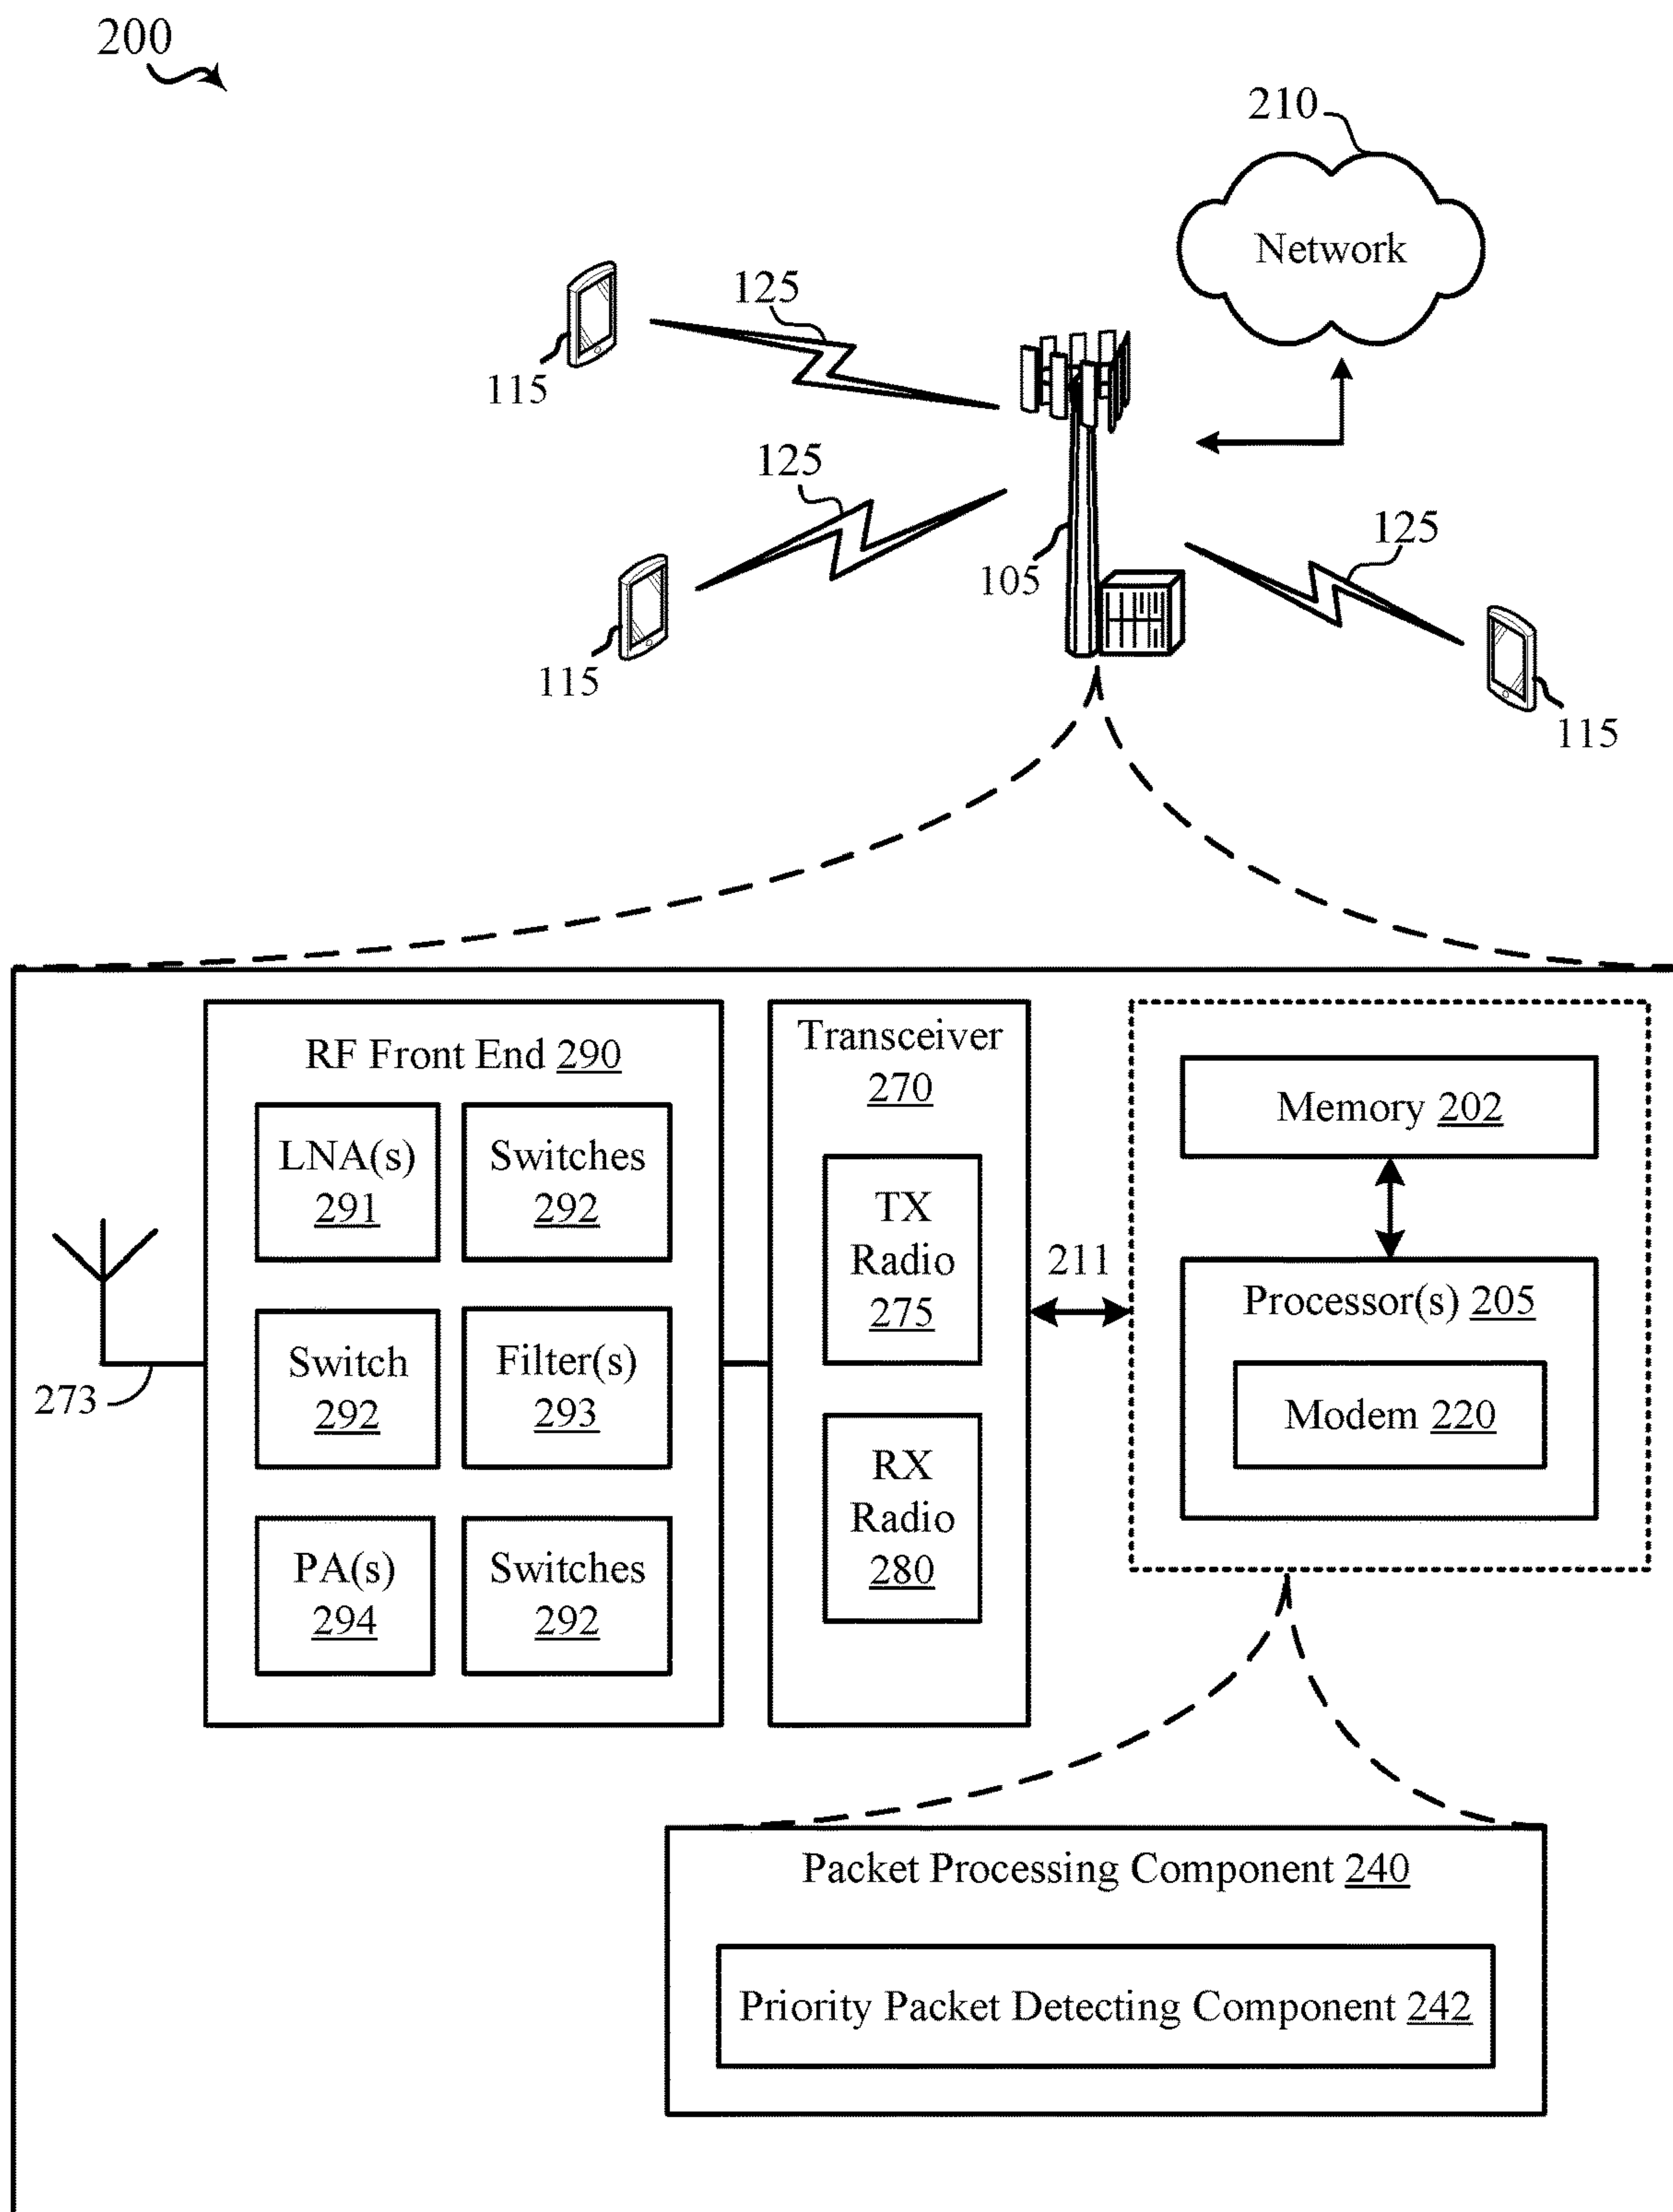 200
210
Network
125
115
125
105
125
115
115
RF Front End 290
LNA(s)
291
Switches
292
Switch
292
Filter(s)
293
PA(s)
294
Switches
292
273
Transceiver
270
TX
Radio
275
RX
Radio
280
211
Memory 202
Processor(s) 205
Modem 220
Packet Processing Component 240
Priority Packet Detecting Component 242